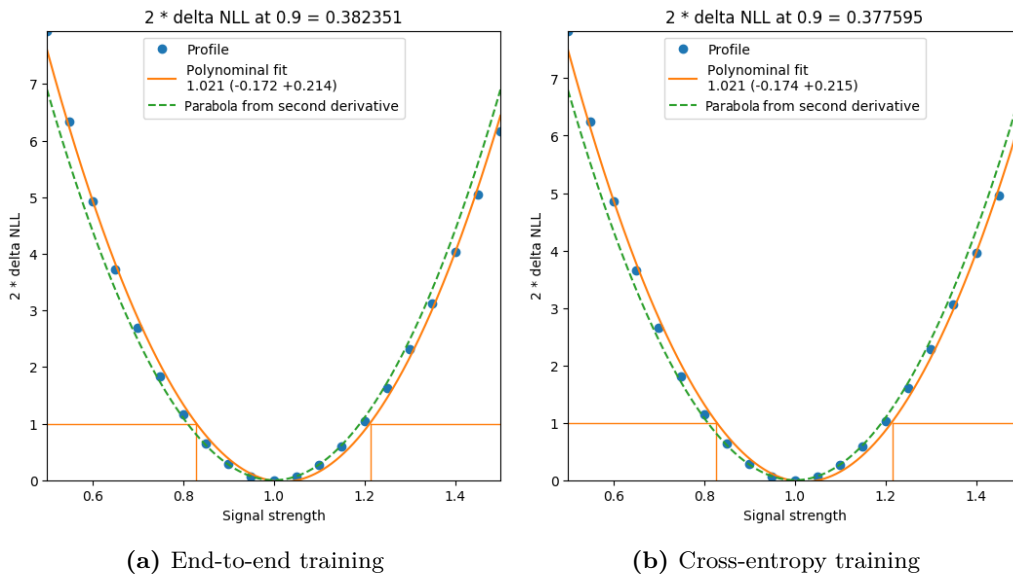 2 * delta NLL at 0.9 = 0.382351
Profile
Polynominal fit
1.021 (-0.172 +0.214)
Parabola from second derivative
2 * delta NLL
7
6
5
4
3
2
1
0
0.6 0.8 1.0 1.2 1.4
Signal strength
(a) End-to-end training
2 * delta NLL at 0.9 = 0.377595
Profile
Polynominal fit
1.021 (-0.174 +0.215)
Parabola from second derivative
2 * delta NLL
7
6
5
4
3
2
1
0
0.6 0.8 1.0 1.2 1.4
Signal strength
(b) Cross-entropy training